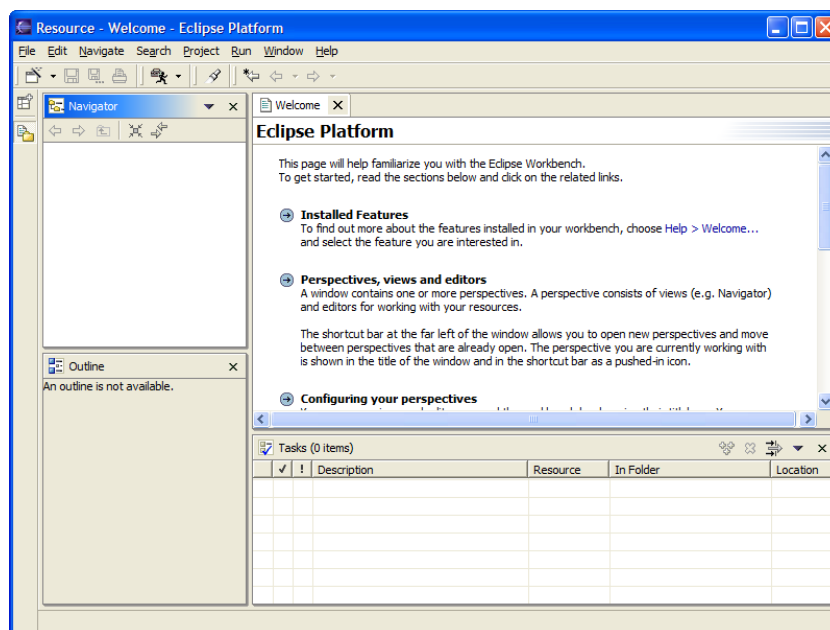 Resource - Welcome - Eclipse Platform
File Edit Navigate Search Project Run Window Help
Navigator
Welcome
Eclipse Platform
This page will help familiarize you with the Eclipse Workbench.
To get started, read the sections below and click on the related links.
Installed Features
To find out more about the features installed in your workbench, choose Help > Welcome...
and select the feature you are interested in.
Perspectives, views and editors
A window contains one or more perspectives. A perspective consists of views (e.g. Navigator)
and editors for working with your resources.
The shortcut bar at the far left of the window allows you to open new perspectives and move
between perspectives that are already open. The perspective you are currently working with
is shown in the title of the window and in the shortcut bar as a pushed-in icon.
Configuring your perspectives
Outline
An outline is not available.
Tasks (0 items)
! Description Resource In Folder Location